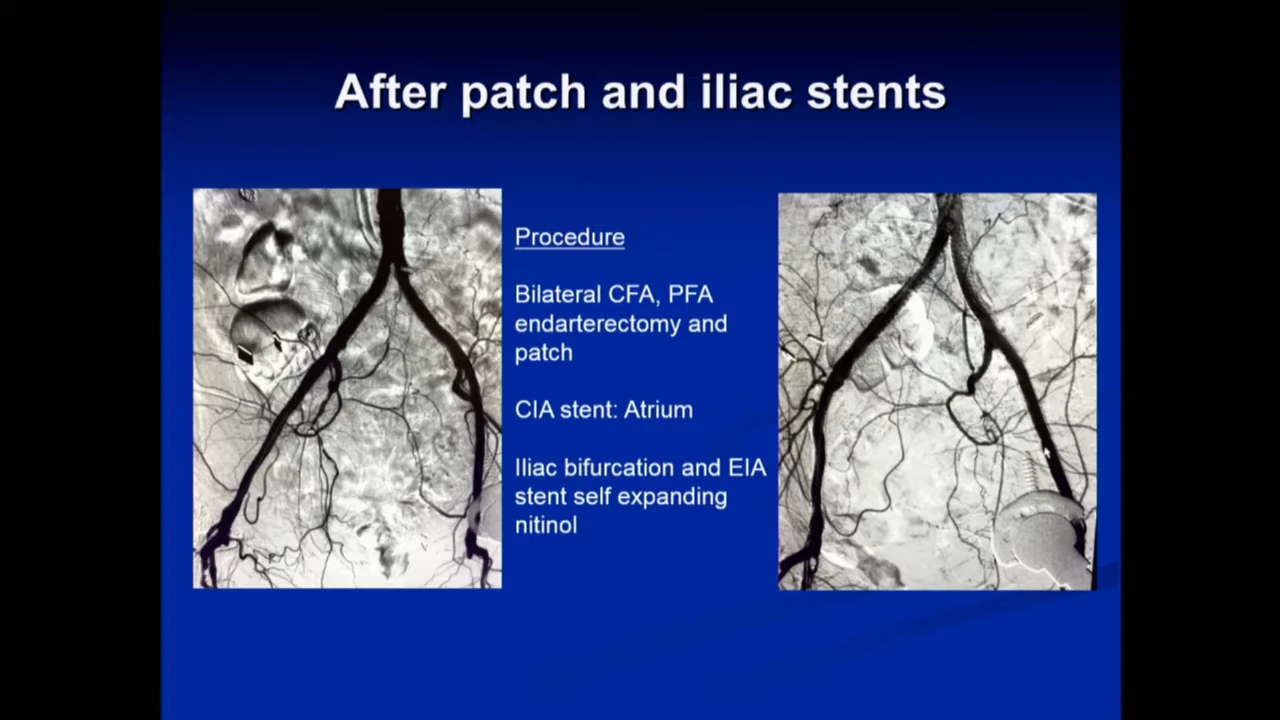 After patch and iliac stents
Procedure
Bilateral CFA, PFA
endarterectomy and
patch
CIA stent: Atrium
Iliac bifurcation and EIA
stent self expanding
nitinol